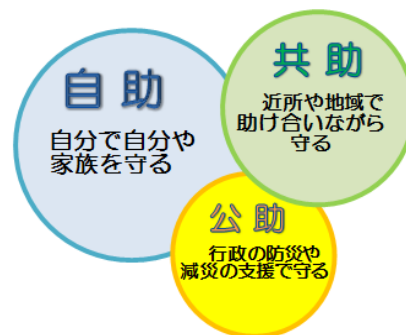 自助
自分で自分や
家族を守る
共助
近所や地域で
助け合いながら
守る
公助
行政の防災や
減災の支援で守る